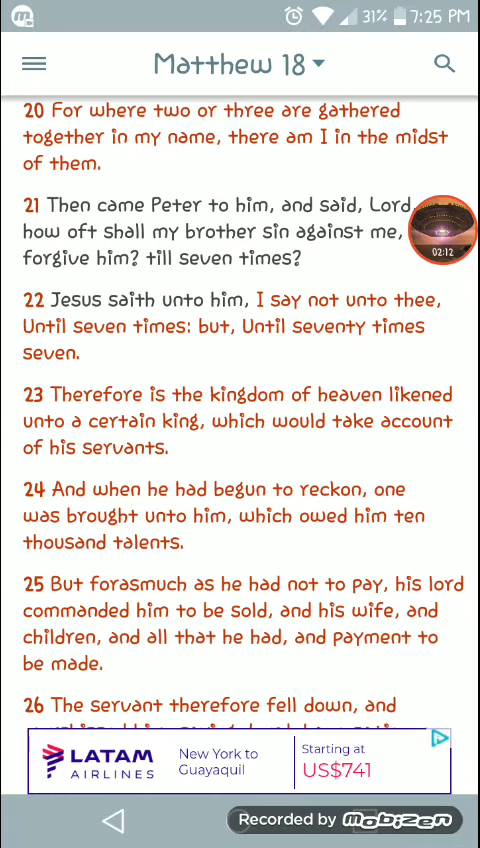 31% 7:25 PM
Matthew 18
20 For where two or three are gathered
together in my name, there am I in the midst
of them.
21 Then came Peter to him, and said, Lord,
how oft shall my brother sin against me,
forgive him? till seven times?
02:12
22 Jesus saith unto him, I say not unto thee,
Until seven times: but, Until seventy times
seven.
23 Therefore is the kingdom of heaven likened
unto a certain king, which would take account
of his servants.
24 And when he had begun to reckon, one
was brought unto him, which owed him ten
thousand talents.
25 But forasmuch as he had not to pay, his lord
commanded him to be sold, and his wife, and
children, and all that he had, and payment to
be made.
26 The servant therefore fell down, and
LATAM
AIRLINES
New York to
Guayaquil
Starting at
US$741
Recorded by mobizen